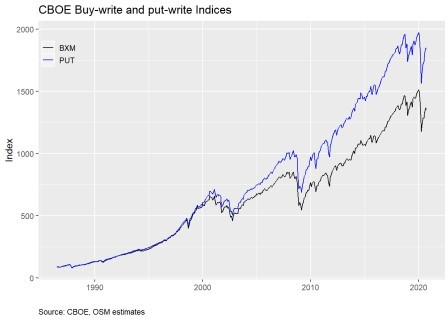 CBOE Buy-write and put-write Indices
2000
BXM
PUT
1500
Index
1000
500
0
1990 2000 2010 2020
Source: CBOE, OSM estimates